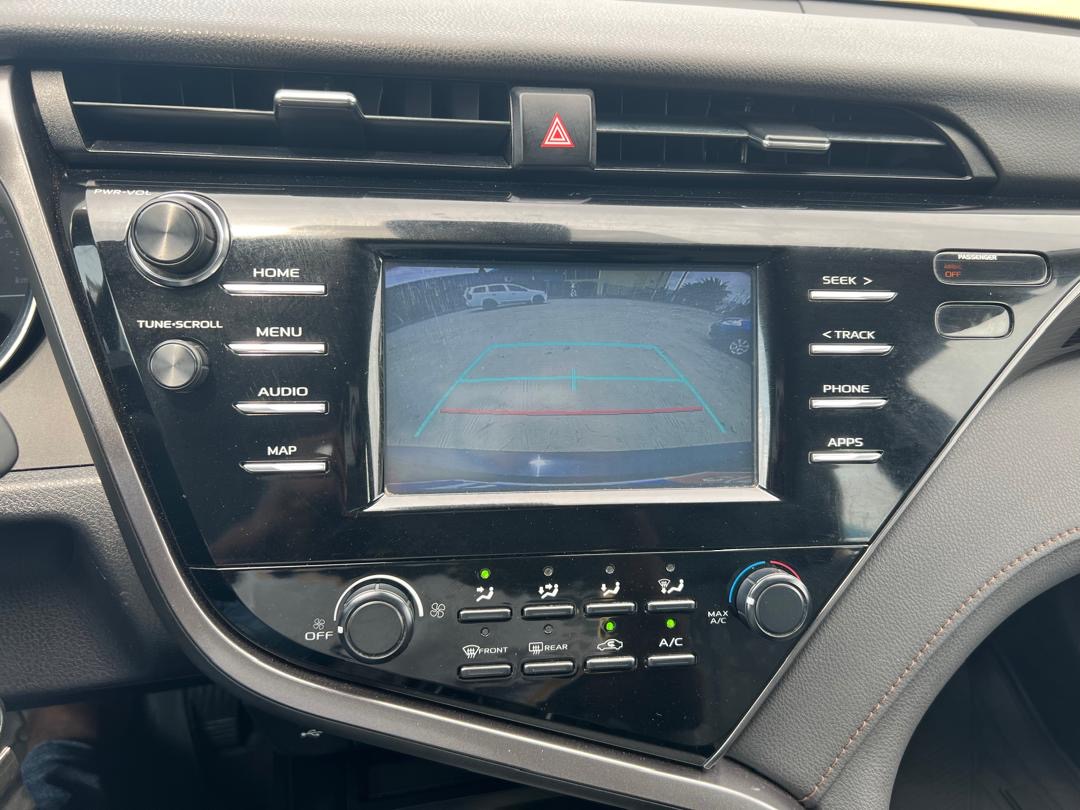 PWR•VOL
HOME
TUNE•SCROLL
MENU
AUDIO
MAP
SEEK >
< TRACK
PHONE
APPS
PASSENGER
OFF
OFF
MAX
A/C
FRONT
REAR
A/C